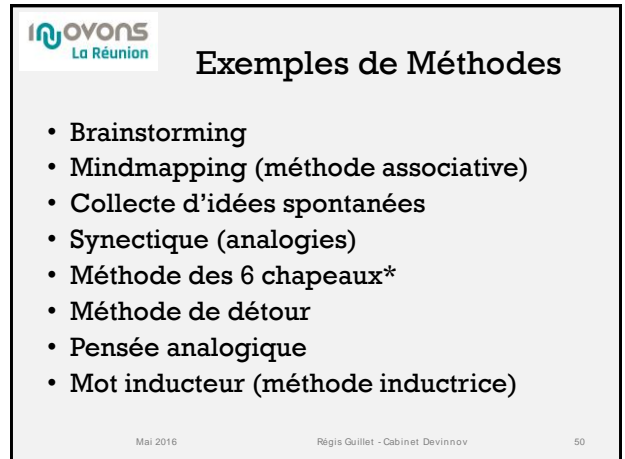 Inovons
La Réunion
Exemples de Méthodes
• Brainstorming
• Mindmapping (méthode associative)
• Collecte d'idées spontanées
• Synectique (analogies)
• Méthode des 6 chapeaux*
• Méthode de détour
• Pensée analogique
• Mot inducteur (méthode inductrice)
Mai 2016 Régis Guillet - Cabinet Devinnov 50